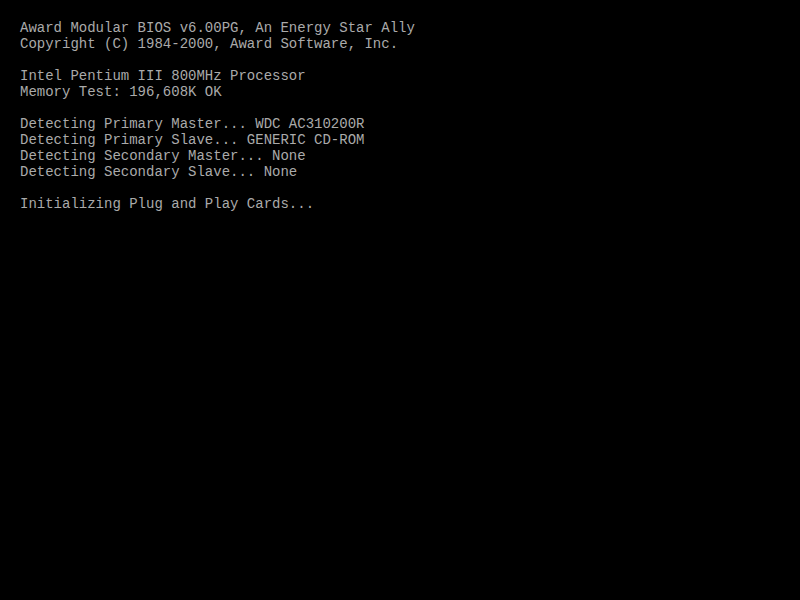 Award Modular BIOS v6.00PG, An Energy Star Ally
Copyright (C) 1984-2000, Award Software, Inc.
Intel Pentium III 800MHz Processor
Memory Test: 196,608K OK
Detecting Primary Master... WDC AC310200R
Detecting Primary Slave... GENERIC CD-ROM
Detecting Secondary Master... None
Detecting Secondary Slave... None
Initializing Plug and Play Cards...